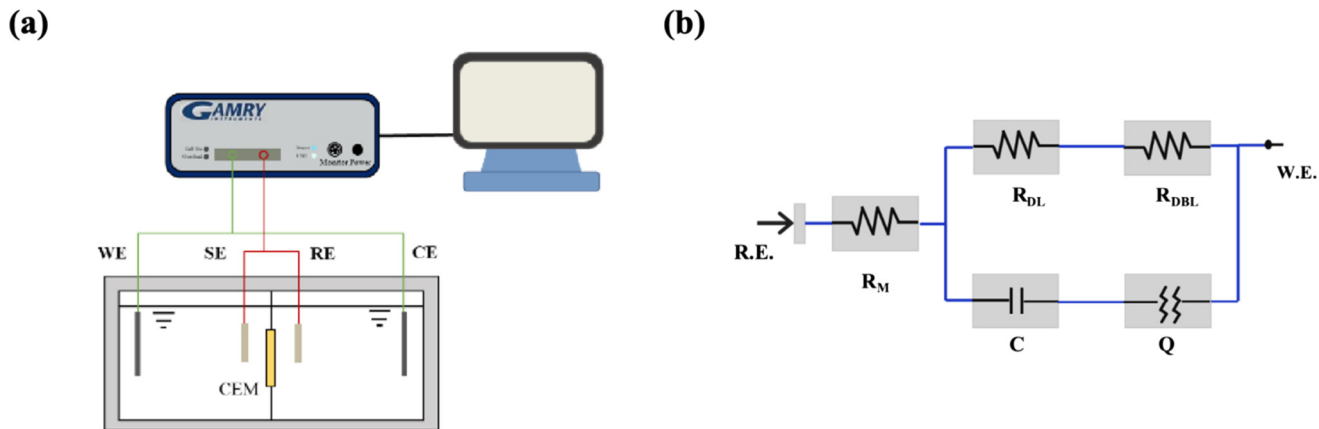 (a)
(b)
GAMRY
INSTRUMENTS
Monitor Power
WE
SE
RE
CE
CEM
R.E.
R_M
R_DL
R_DBL
W.E.
C
Q